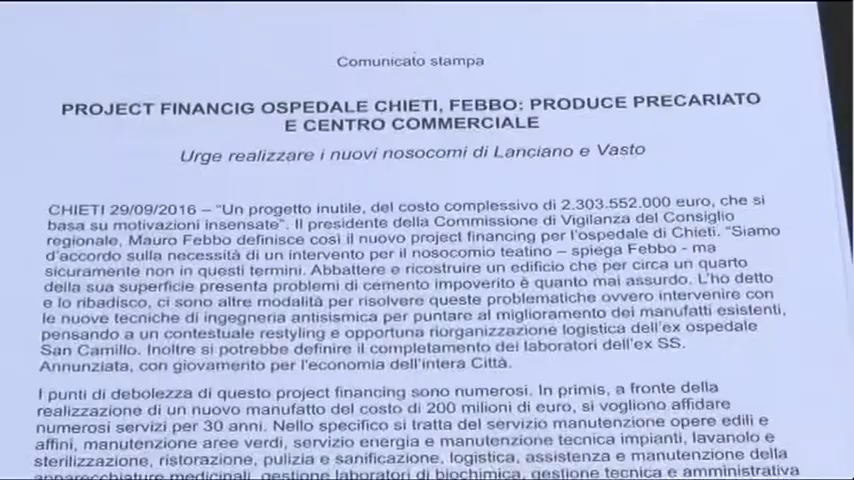 Comunicato stampa
PROJECT FINANCIG OSPEDALE CHIETI, FEBBO: PRODUCE PRECARIATO
E CENTRO COMMERCIALE
Urge realizzare i nuovi nosocomi di Lanciano e Vasto
CHIETI 29/09/2016 – “Un progetto inutile, del costo complessivo di 2.303.552.000 euro, che si
basa su motivazioni insensate”. Il presidente della Commissione di Vigilanza del Consiglio
regionale, Mauro Febbo definisce così il nuovo project financing per l’ospedale di Chieti. “Siamo
d’accordo sulla necessità di un intervento per il nosocomio teatino – spiega Febbo - ma
sicuramente non in questi termini. Abbattere e ricostruire un edificio che per circa un quarto
della sua superficie presenta problemi di cemento impoverito è quanto mai assurdo. L’ho detto
e lo ribadisco, ci sono altre modalità per risolvere queste problematiche ovvero intervenire con
le nuove tecniche di ingegneria antisismica per puntare al miglioramento dei manufatti esistenti,
pensando a un contestuale restyling e opportuna riorganizzazione logistica dell’ex ospedale
San Camillo. Inoltre si potrebbe definire il completamento dei laboratori dell’ex SS.
Annunziata, con giovamento per l’economia dell’intera Città.
I punti di debolezza di questo project financing sono numerosi. In primis, a fronte della
realizzazione di un nuovo manufatto del costo di 200 milioni di euro, si vogliono affidare
numerosi servizi per 30 anni. Nello specifico si tratta del servizio manutenzione opere edili e
affini, manutenzione aree verdi, servizio energia e manutenzione tecnica impianti, lavanolo e
sterilizzazione, ristorazione, pulizia e sanificazione, logistica, assistenza e manutenzione della
apparecchiature medicinali, gestione laboratori di biochimica, gestione tecnica e amministrativa